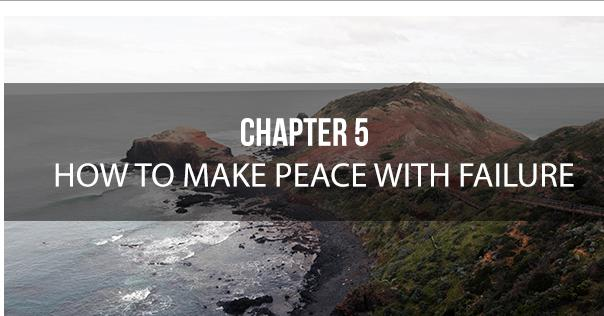 CHAPTER 5
HOW TO MAKE PEACE WITH FAILURE